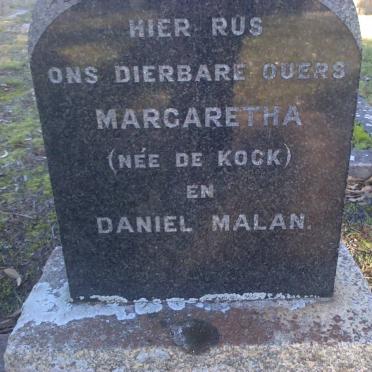 HIER RUS
ONS DIERBARE OUERS
MARGARETHA
(NÉE DE KOCK)
EN
DANIEL MALAN.